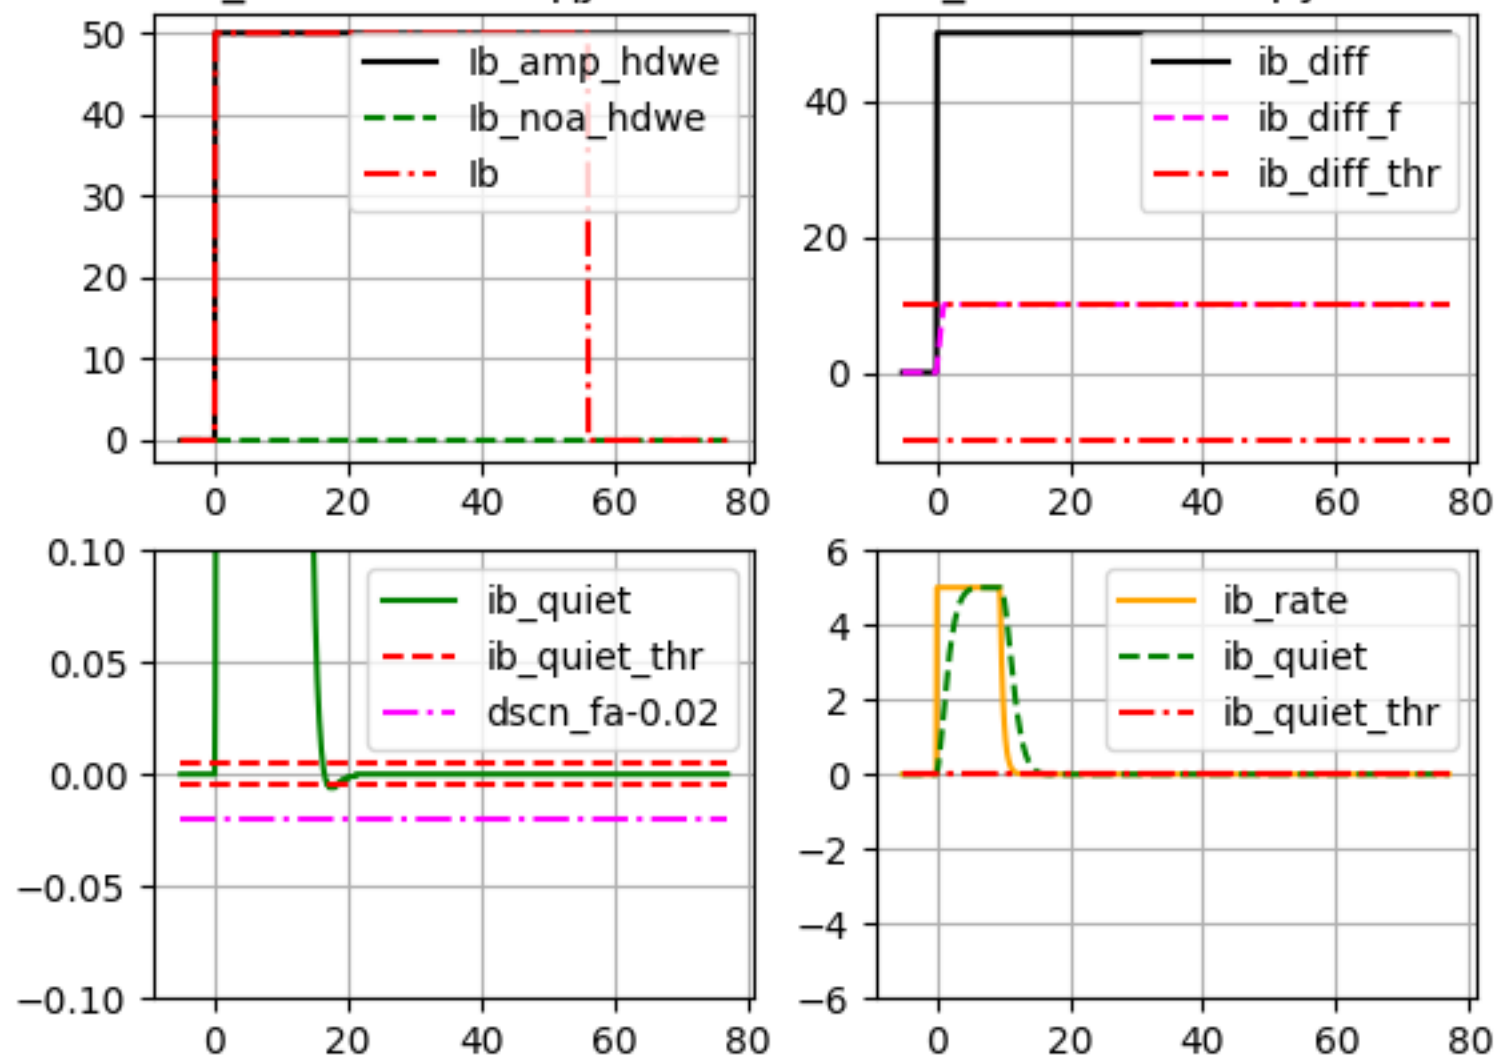 50
40
30
20
10
0
Ib_amp_hdwe
Ib_noa_hdwe
Ib
0 20 40 60 80
40
20
0
ib_diff
ib_diff_f
ib_diff_thr
0 20 40 60 80
0.10
0.05
0.00
−0.05
−0.10
ib_quiet
ib_quiet_thr
dscn_fa-0.02
0 20 40 60 80
6
4
2
0
−2
−4
−6
ib_rate
ib_quiet
ib_quiet_thr
0 20 40 60 80